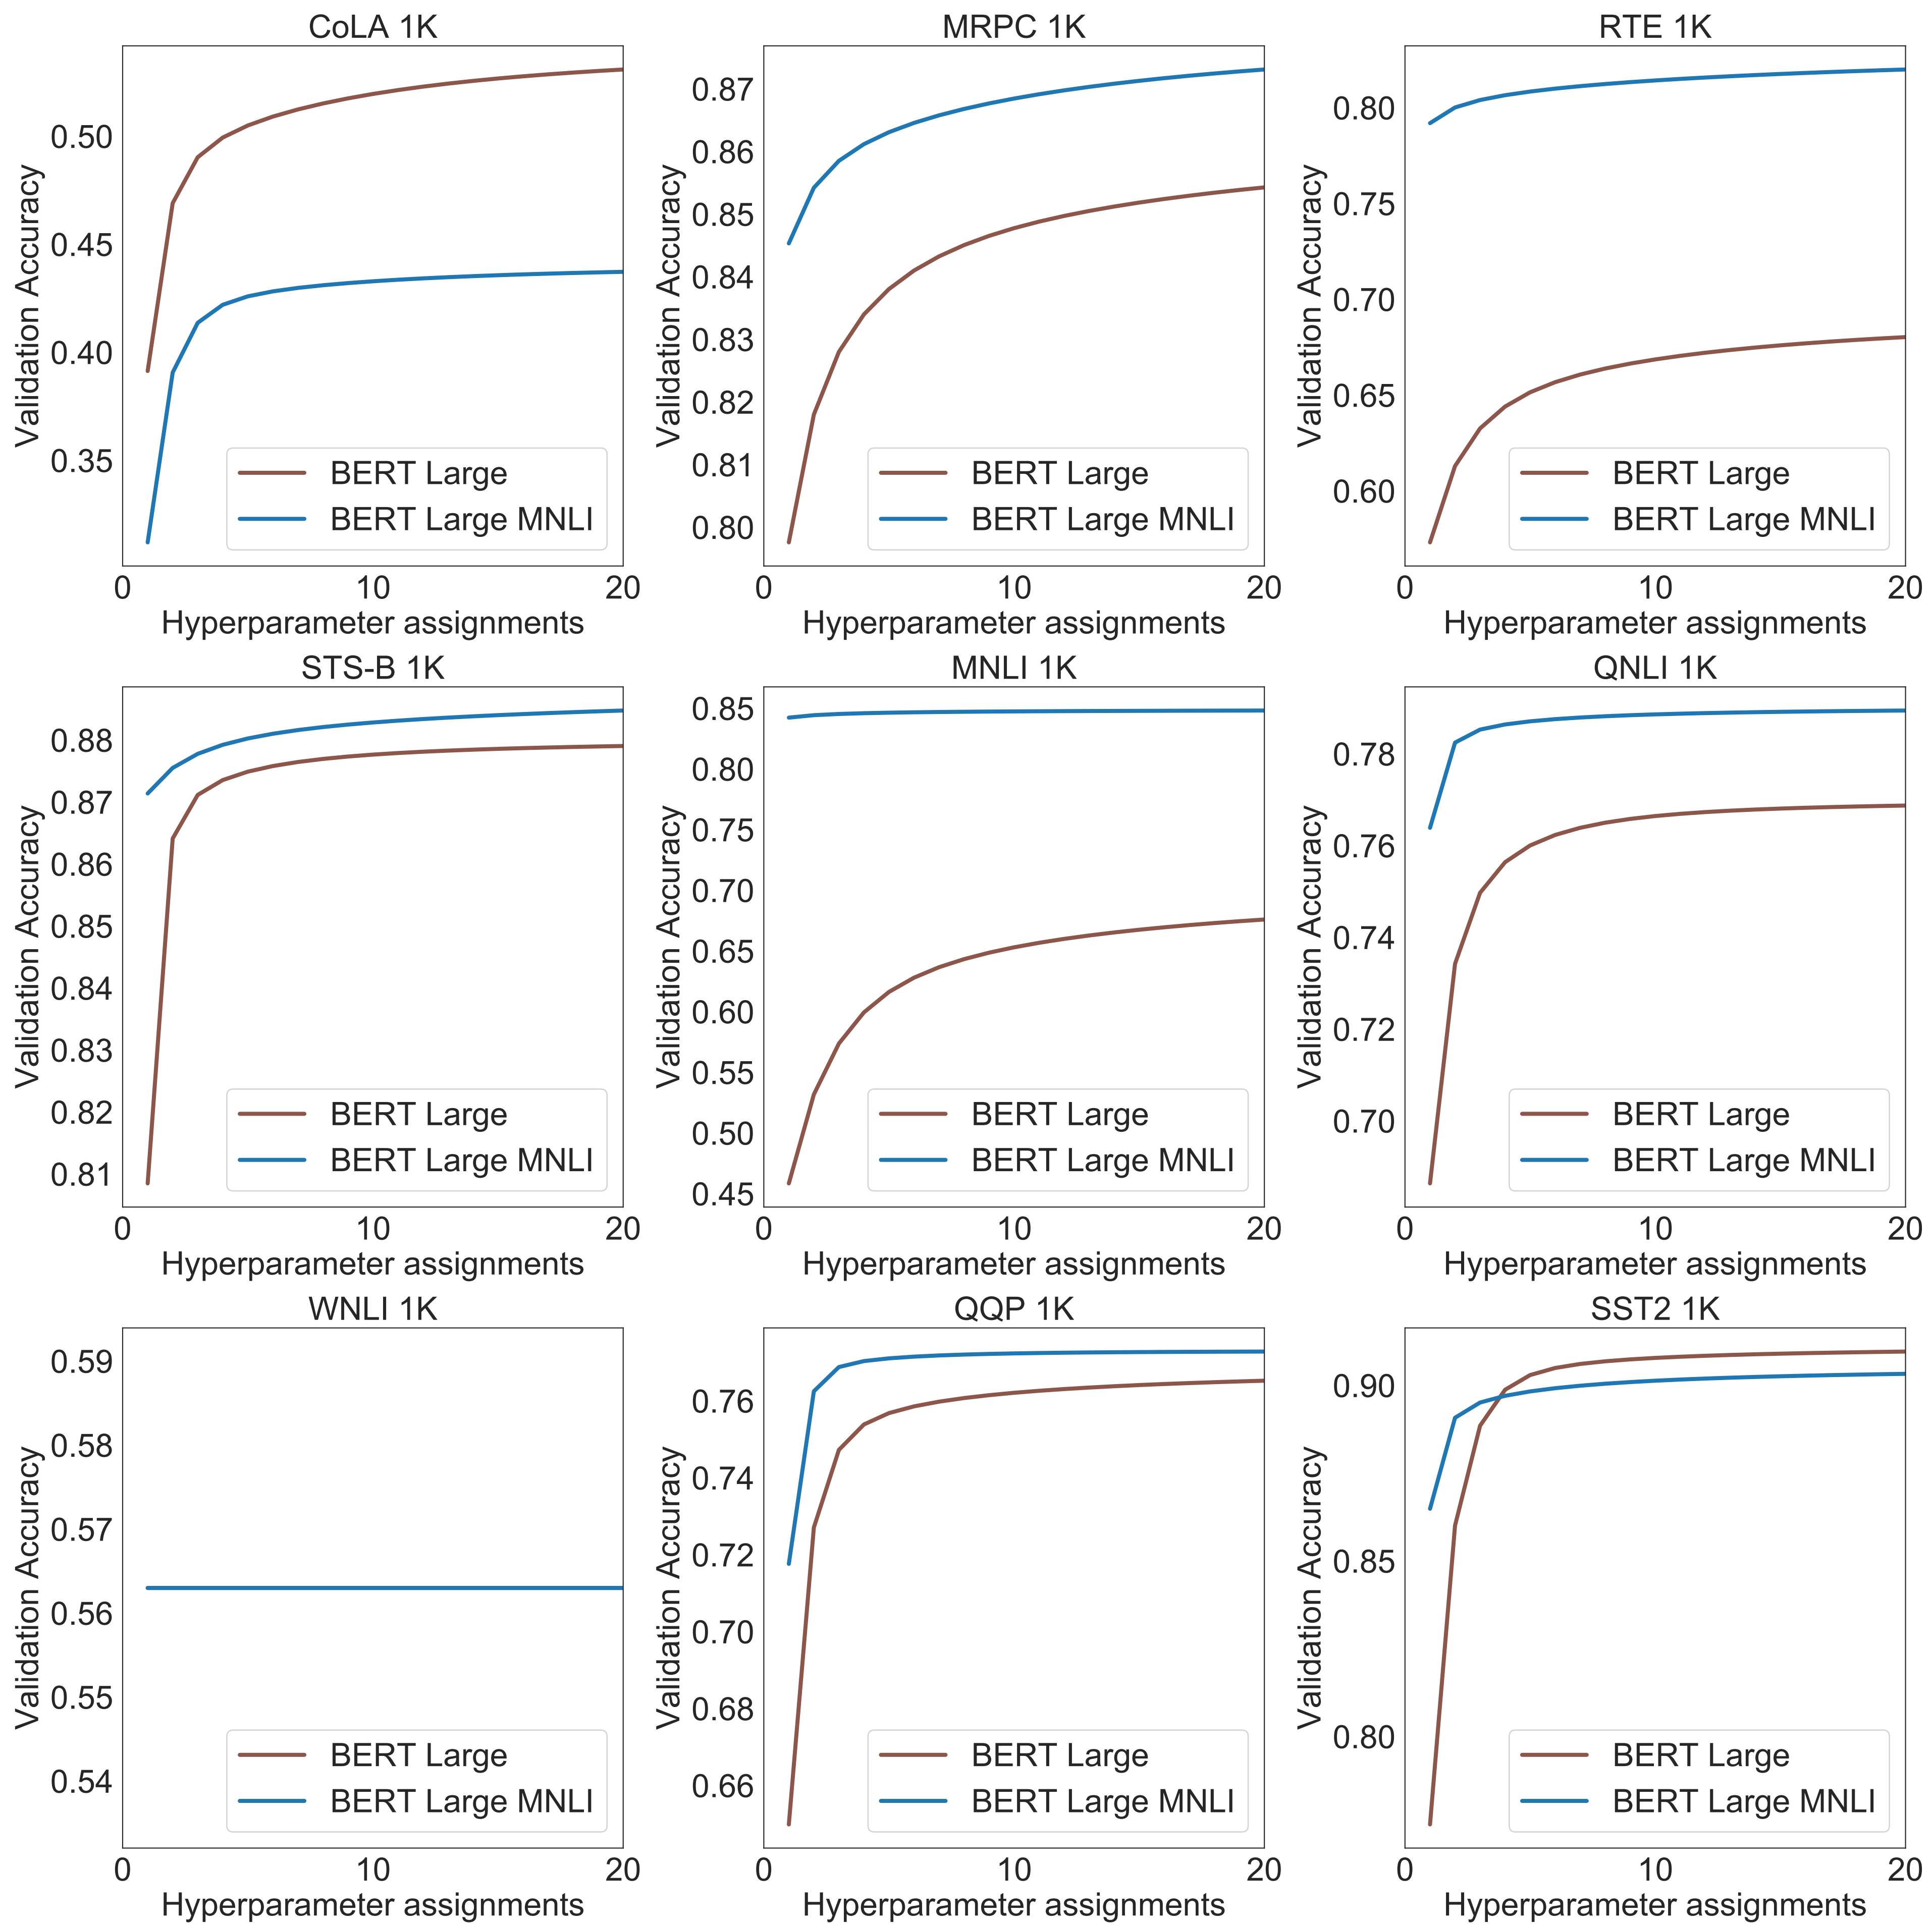 CoLA 1K
Validation Accuracy
0.50
0.45
0.40
0.35
BERT Large
BERT Large MNLI
0
10
20
Hyperparameter assignments
MRPC 1K
Validation Accuracy
0.87
0.86
0.85
0.84
0.83
0.82
0.81
0.80
BERT Large
BERT Large MNLI
0
10
20
Hyperparameter assignments
RTE 1K
Validation Accuracy
0.80
0.75
0.70
0.65
0.60
BERT Large
BERT Large MNLI
0
10
20
Hyperparameter assignments
STS-B 1K
Validation Accuracy
0.88
0.87
0.86
0.85
0.84
0.83
0.82
0.81
BERT Large
BERT Large MNLI
0
10
20
Hyperparameter assignments
MNLI 1K
Validation Accuracy
0.85
0.80
0.75
0.70
0.65
0.60
0.55
0.50
0.45
BERT Large
BERT Large MNLI
0
10
20
Hyperparameter assignments
QNLI 1K
Validation Accuracy
0.78
0.76
0.74
0.72
0.70
BERT Large
BERT Large MNLI
0
10
20
Hyperparameter assignments
WNLI 1K
Validation Accuracy
0.59
0.58
0.57
0.56
0.55
0.54
BERT Large
BERT Large MNLI
0
10
20
Hyperparameter assignments
QQP 1K
Validation Accuracy
0.76
0.74
0.72
0.70
0.68
0.66
BERT Large
BERT Large MNLI
0
10
20
Hyperparameter assignments
SST2 1K
Validation Accuracy
0.90
0.85
0.80
BERT Large
BERT Large MNLI
0
10
20
Hyperparameter assignments